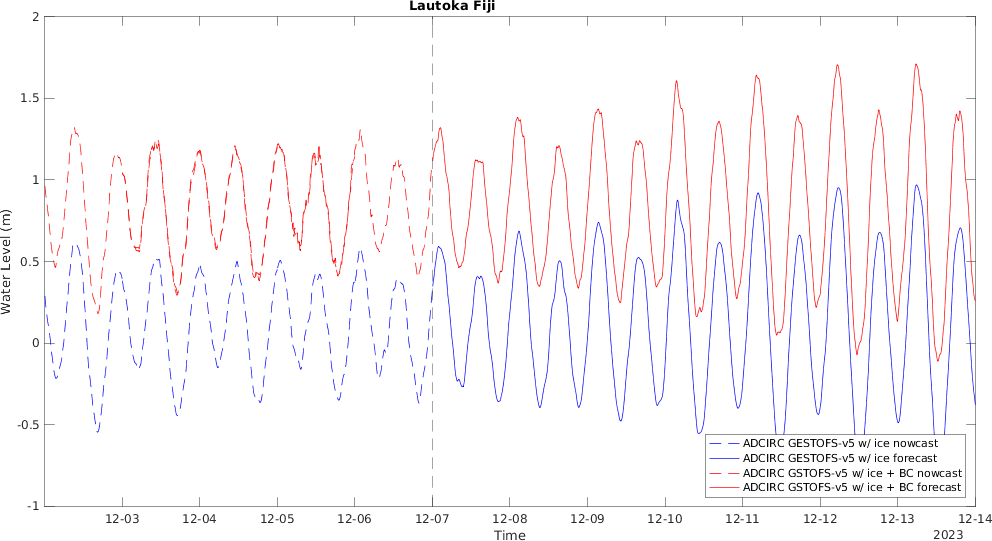 Lautoka Fiji
2
1.5
1
0.5
0
-0.5
-1
Water Level (m)
12-03 12-04 12-05 12-06 12-07 12-08 12-09 12-10 12-11 12-12 12-13 12-14
Time
2023
ADCIRC GESTOFS-v5 w/ ice nowcast
ADCIRC GESTOFS-v5 w/ ice forecast
ADCIRC GSTOFS-v5 w/ ice + BC nowcast
ADCIRC GSTOFS-v5 w/ ice + BC forecast